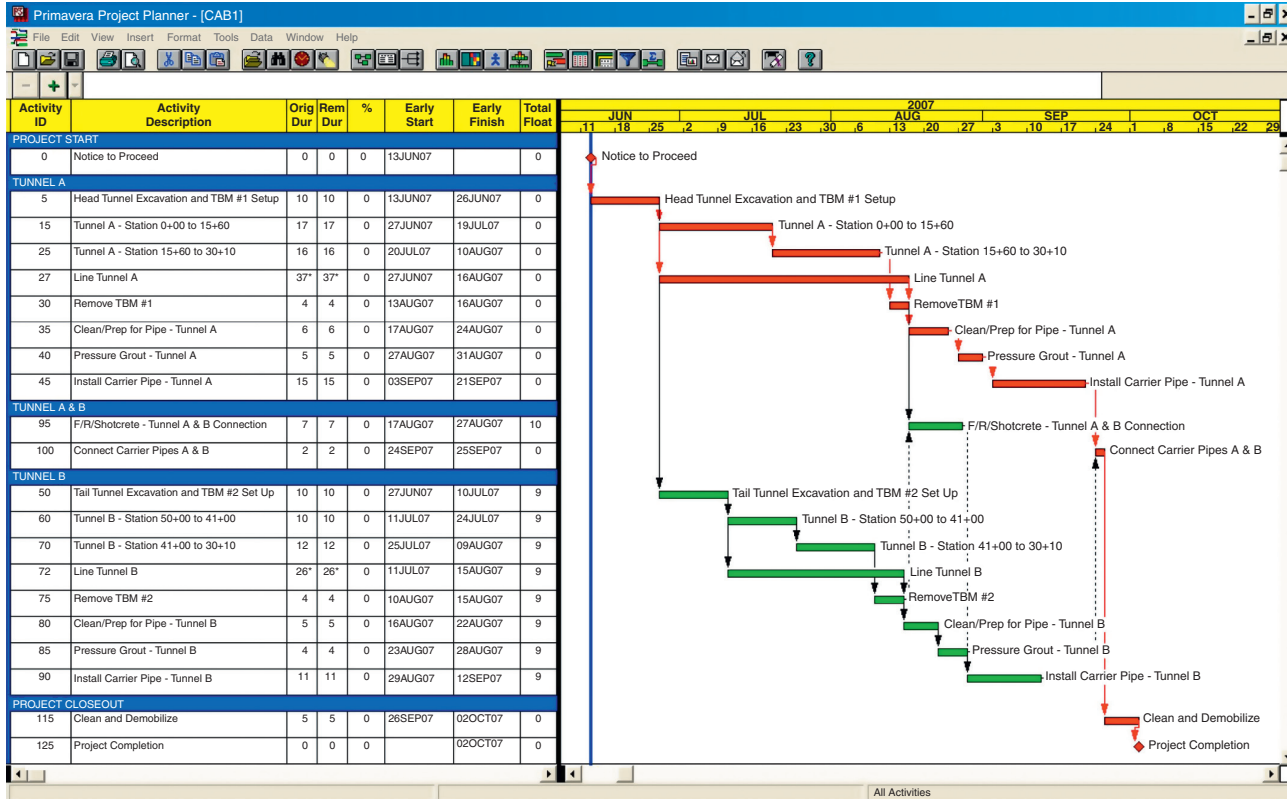 Primavera Project Planner - [CAB1]
File Edit View Insert Format Tools Data Window Help
Activity ID Activity Description Orig Dur Rem Dur % Early Start Early Finish Total Float
2007
JUN JUL AUG SEP OCT
11 18 25 2 9 16 23 30 6 13 20 27 3 10 17 24 1 8 15 22 29
PROJECT START
0 Notice to Proceed 0 0 0 13JUN07 0 Notice to Proceed
TUNNEL A
5 Head Tunnel Excavation and TBM #1 Setup 10 10 0 13JUN07 26JUN07 0 Head Tunnel Excavation and TBM #1 Setup
15 Tunnel A - Station 0+00 to 15+60 17 17 0 27JUN07 19JUL07 0 Tunnel A - Station 0+00 to 15+60
25 Tunnel A - Station 15+60 to 30+10 16 16 0 20JUL07 10AUG07 0 Tunnel A - Station 15+60 to 30+10
27 Line Tunnel A 37* 37* 0 27JUN07 16AUG07 0 Line Tunnel A
30 Remove TBM #1 4 4 0 13AUG07 16AUG07 0 RemoveTBM #1
35 Clean/Prep for Pipe - Tunnel A 6 6 0 17AUG07 24AUG07 0 Clean/Prep for Pipe - Tunnel A
40 Pressure Grout - Tunnel A 5 5 0 27AUG07 31AUG07 0 Pressure Grout - Tunnel A
45 Install Carrier Pipe - Tunnel A 15 15 0 03SEP07 21SEP07 0 Install Carrier Pipe - Tunnel A
TUNNEL A & B
95 F/R/Shotcrete - Tunnel A & B Connection 7 7 0 17AUG07 27AUG07 10 F/R/Shotcrete - Tunnel A & B Connection
100 Connect Carrier Pipes A & B 2 2 0 24SEP07 25SEP07 0 Connect Carrier Pipes A & B
TUNNEL B
50 Tail Tunnel Excavation and TBM #2 Set Up 10 10 0 27JUN07 10JUL07 9 Tail Tunnel Excavation and TBM #2 Set Up
60 Tunnel B - Station 50+00 to 41+00 10 10 0 11JUL07 24JUL07 9 Tunnel B - Station 50+00 to 41+00
70 Tunnel B - Station 41+00 to 30+10 12 12 0 25JUL07 09AUG07 9 Tunnel B - Station 41+00 to 30+10
72 Line Tunnel B 26* 26* 0 11JUL07 15AUG07 9 Line Tunnel B
75 Remove TBM #2 4 4 0 10AUG07 15AUG07 9 RemoveTBM #2
80 Clean/Prep for Pipe - Tunnel B 5 5 0 16AUG07 22AUG07 9 Clean/Prep for Pipe - Tunnel B
85 Pressure Grout - Tunnel B 4 4 0 23AUG07 28AUG07 9 Pressure Grout - Tunnel B
90 Install Carrier Pipe - Tunnel B 11 11 0 29AUG07 12SEP07 9 Install Carrier Pipe - Tunnel B
PROJECT CLOSEOUT
115 Clean and Demobilize 5 5 0 26SEP07 02OCT07 0 Clean and Demobilize
125 Project Completion 0 0 0 02OCT07 0 Project Completion
All Activities